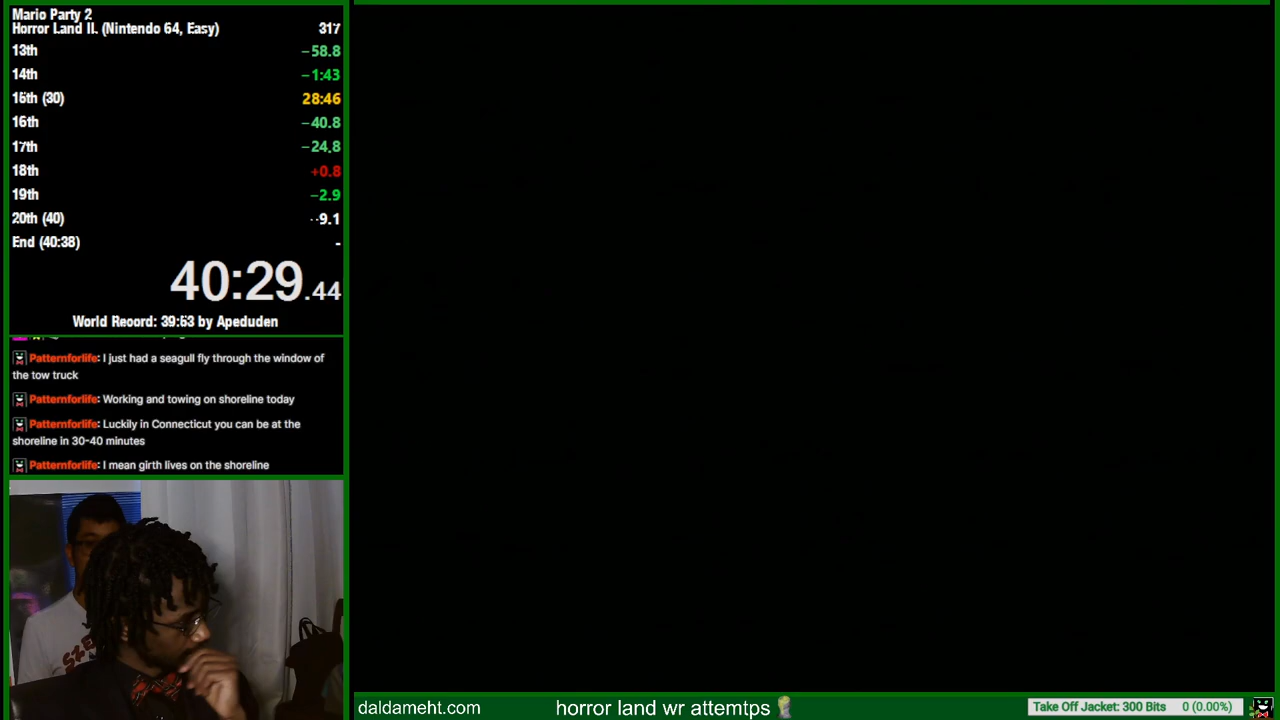 Mario Party 2
Horror Land II. (Nintendo 64, Easy) 317
13th -58.8
14th -1:43
15th (30) 28:46
16th -40.8
17th -24.8
18th +0.8
19th -2.9
20th (40) -9.1
End (40:38) -
40:29.44
World Record: 39:53 by Apeduden
Patternforlife: I just had a seagull fly through the window of
the tow truck
Patternforlife: Working and towing on shoreline today
Patternforlife: Luckily in Connecticut you can be at the
shoreline in 30-40 minutes
Patternforlife: I mean girth lives on the shoreline
daldameht.com horror land wr attemtps Take Off Jacket: 300 Bits 0 (0.00%)